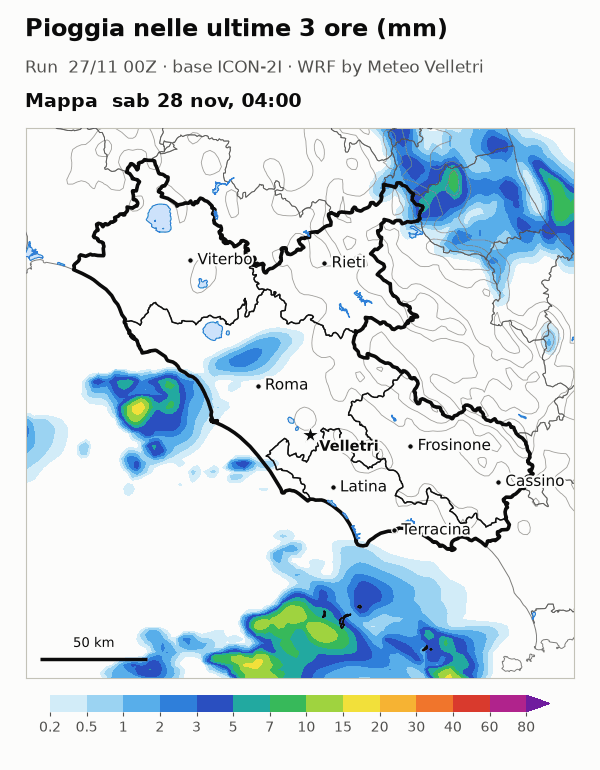 Pioggia nelle ultime 3 ore (mm)
Run 27/11 00Z · base ICON-2I · WRF by Meteo Velletri
Mappa sab 28 nov, 04:00
Viterbo
Rieti
Roma
Velletri
Frosinone
Latina
Cassino
Terracina
50 km
0.2 0.5 1 2 3 5 7 10 15 20 30 40 60 80